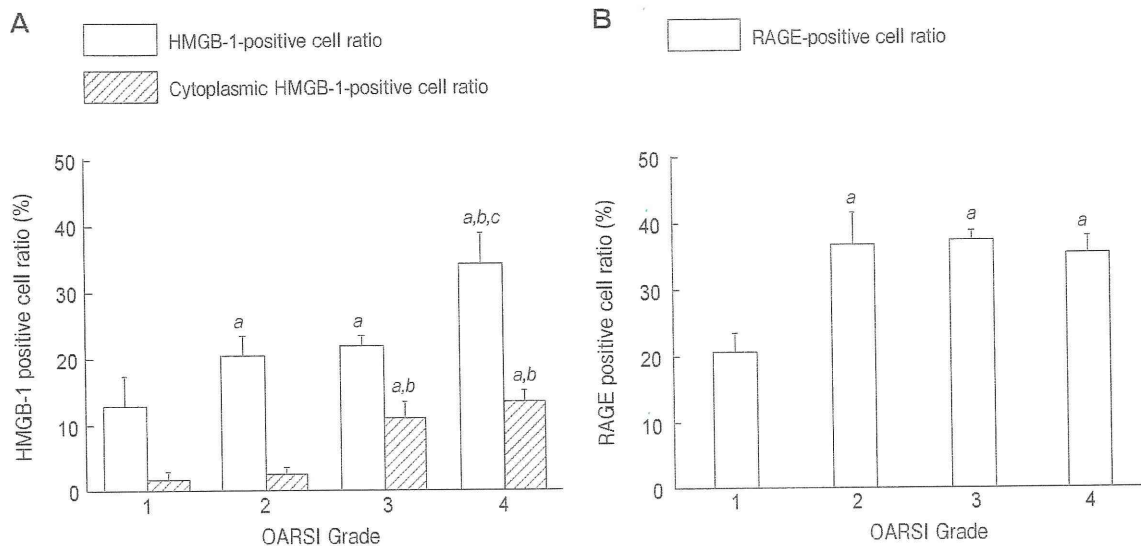 A
HMGB-1-positive cell ratio
Cytoplasmic HMGB-1-positive cell ratio
HMGB-1 positive cell ratio (%)
50
40
30
20
10
0
a
a
a,b
a,b,c
a,b
1
2
3
4
OARSI Grade
B
RAGE-positive cell ratio
RAGE positive cell ratio (%)
50
40
30
20
10
0
a
a
a
1
2
3
4
OARSI Grade